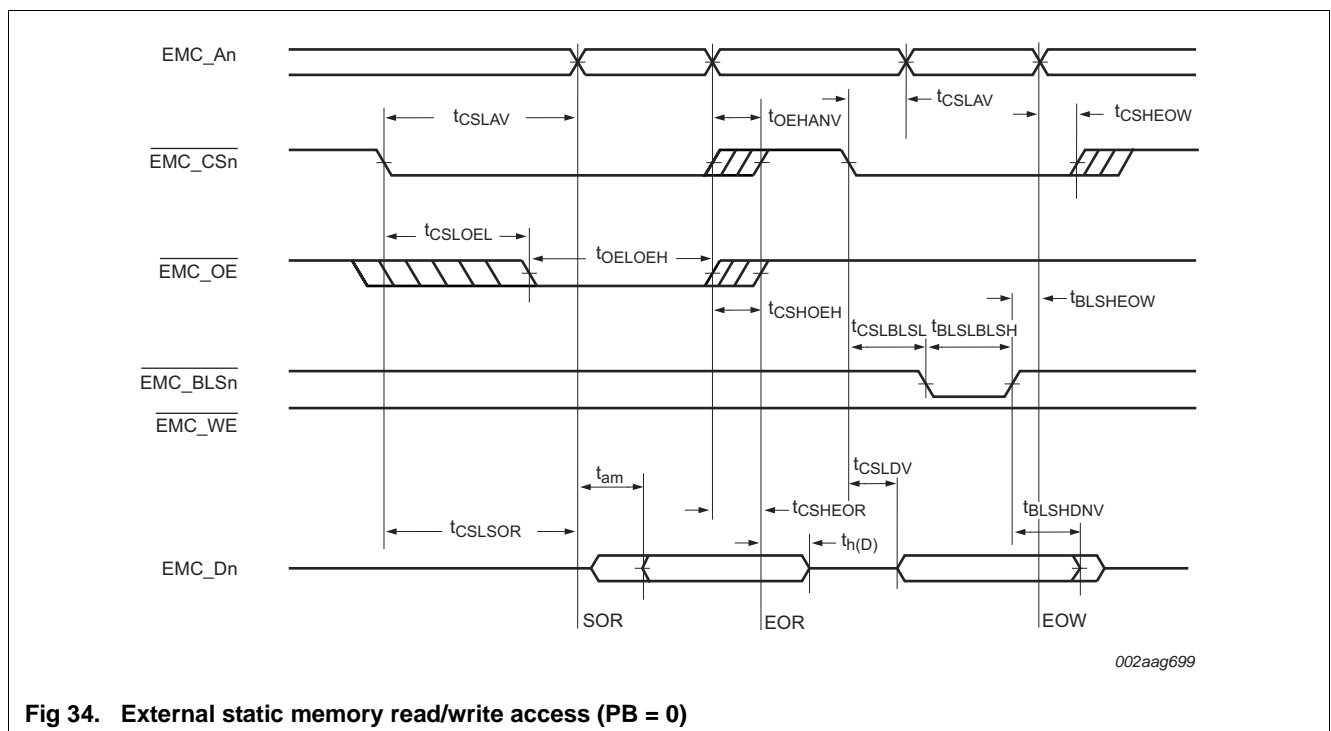 EMC_An
tCSLAV
tOEHANV
tCSLAV
tCSHEOW
EMC_CSn
tCSLOEL
tOELOEH
EMC_OE
tCSHOEH
tBLSHEOW
tCSLBLSL
tBLSLBLSH
EMC_BLSn
EMC_WE
tam
tCSLDV
tCSLSOR
tCSHEOR
tBLSHDNV
th(D)
EMC_Dn
SOR
EOR
EOW
002aag699
Fig 34. External static memory read/write access (PB = 0)